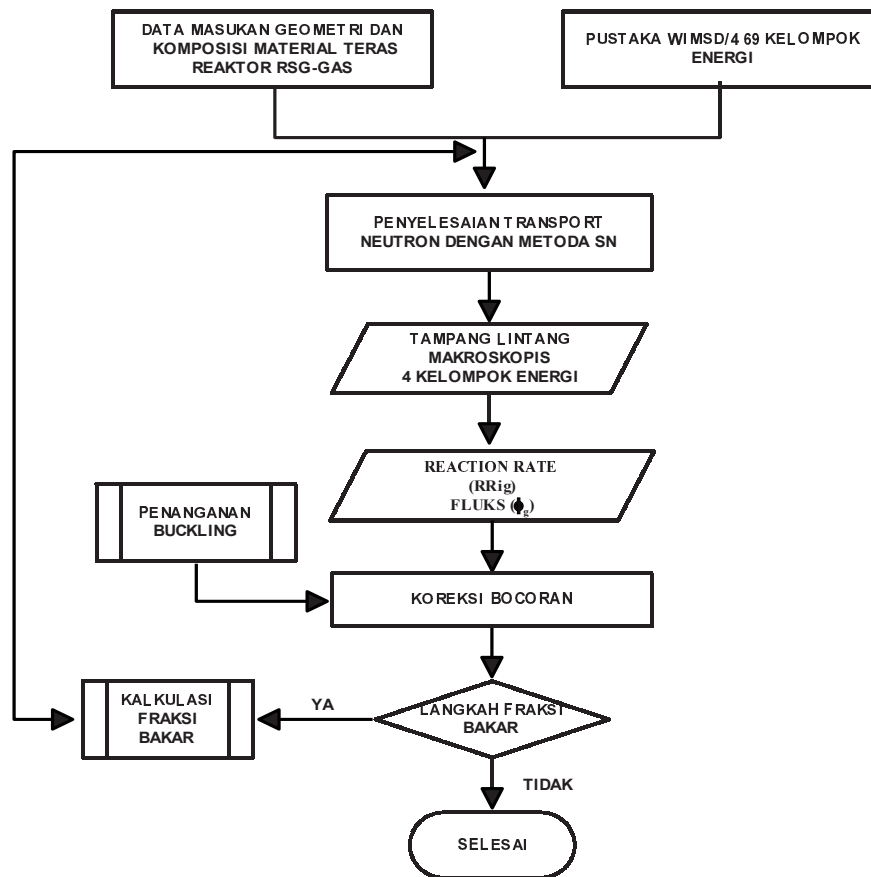 DATA MASUKAN GEOMETRI DAN
KOMPOSISI MATERIAL TERAS
REAKTOR RSG-GAS
PUSTAKA WIMSD/4 69 KELOMPOK
ENERGI
PENYELESAIAN TRANSPORT
NEUTRON DENGAN METODA SN
TAMPANG LINTANG
MAKROSKOPIS
4 KELOMPOK ENERGI
REACTION RATE
(RRig)
FLUKS (ϕg)
PENANGANAN
BUCKLING
KOREKSI BOCORAN
KALKULASI
FRAKSI
BAKAR
YA
LANGKAH FRAKSI
BAKAR
TIDAK
SELESAI